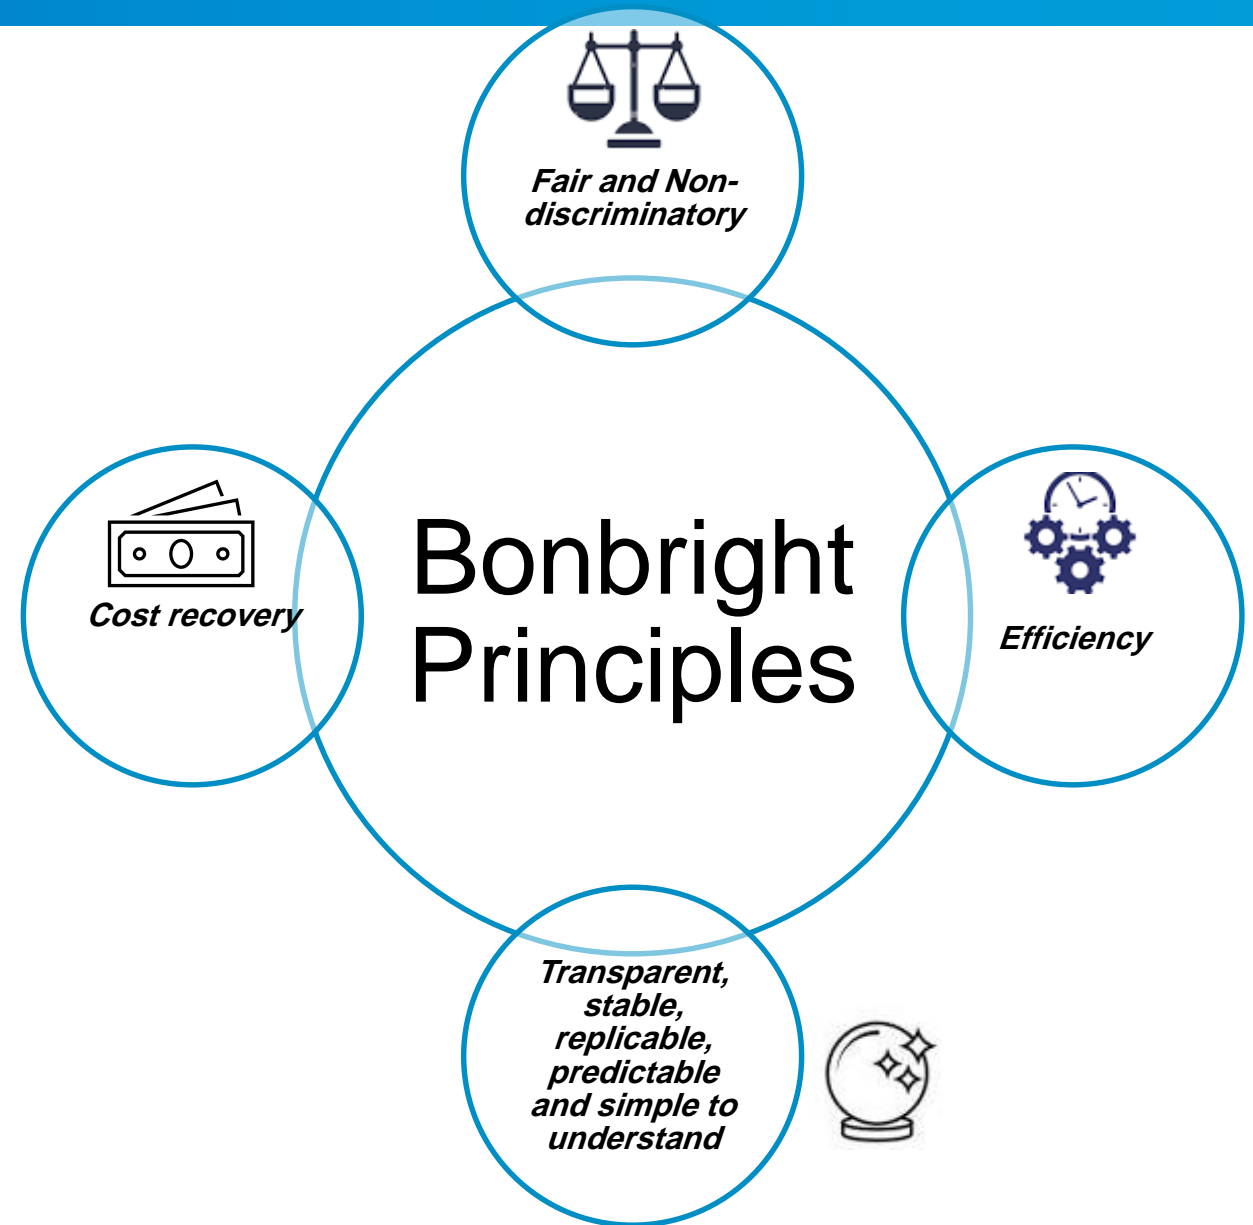 Fair and Non-
discriminatory
Cost recovery
Bonbright
Principles
Efficiency
Transparent,
stable,
replicable,
predictable
and simple to
understand